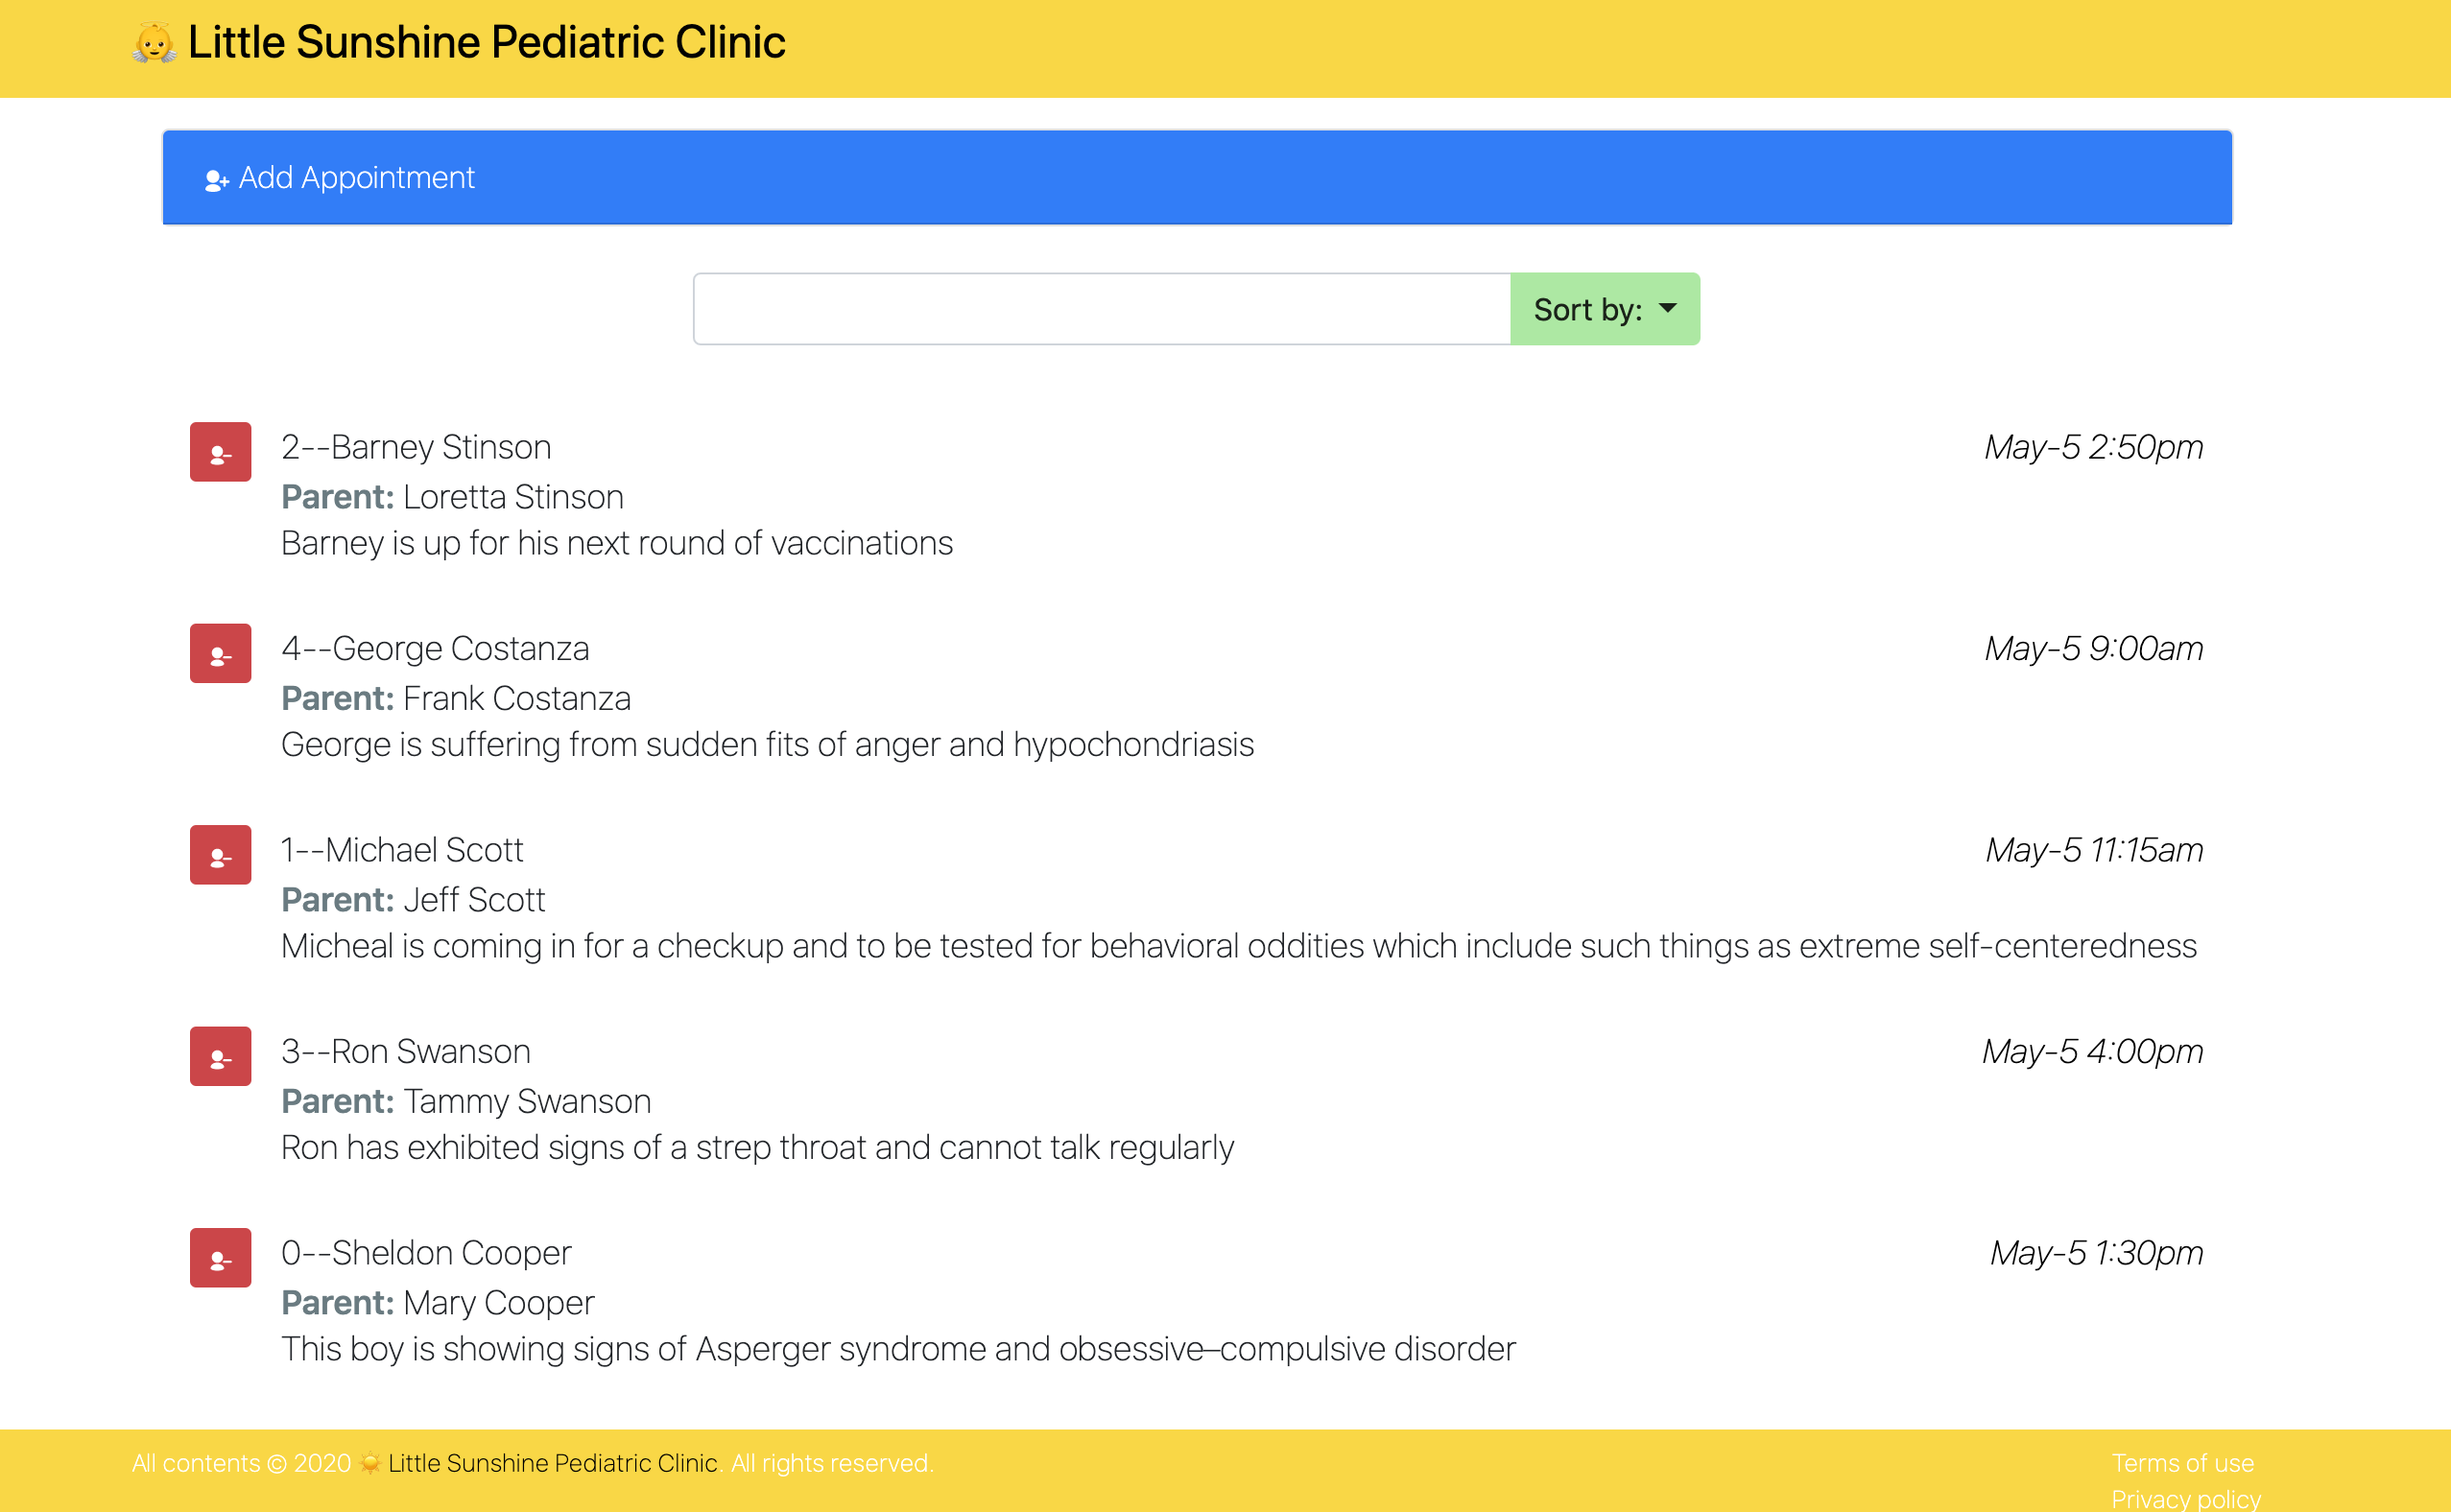 Little Sunshine Pediatric Clinic
Add Appointment
Sort by:
2--Barney Stinson May-5 2:50pm
Parent: Loretta Stinson
Barney is up for his next round of vaccinations
4--George Costanza May-5 9:00am
Parent: Frank Costanza
George is suffering from sudden fits of anger and hypochondriasis
1--Michael Scott May-5 11:15am
Parent: Jeff Scott
Micheal is coming in for a checkup and to be tested for behavioral oddities which include such things as extreme self-centeredness
3--Ron Swanson May-5 4:00pm
Parent: Tammy Swanson
Ron has exhibited signs of a strep throat and cannot talk regularly
0--Sheldon Cooper May-5 1:30pm
Parent: Mary Cooper
This boy is showing signs of Asperger syndrome and obsessive–compulsive disorder
All contents © 2020 ☀️ Little Sunshine Pediatric Clinic. All rights reserved. Terms of use
Privacy policy